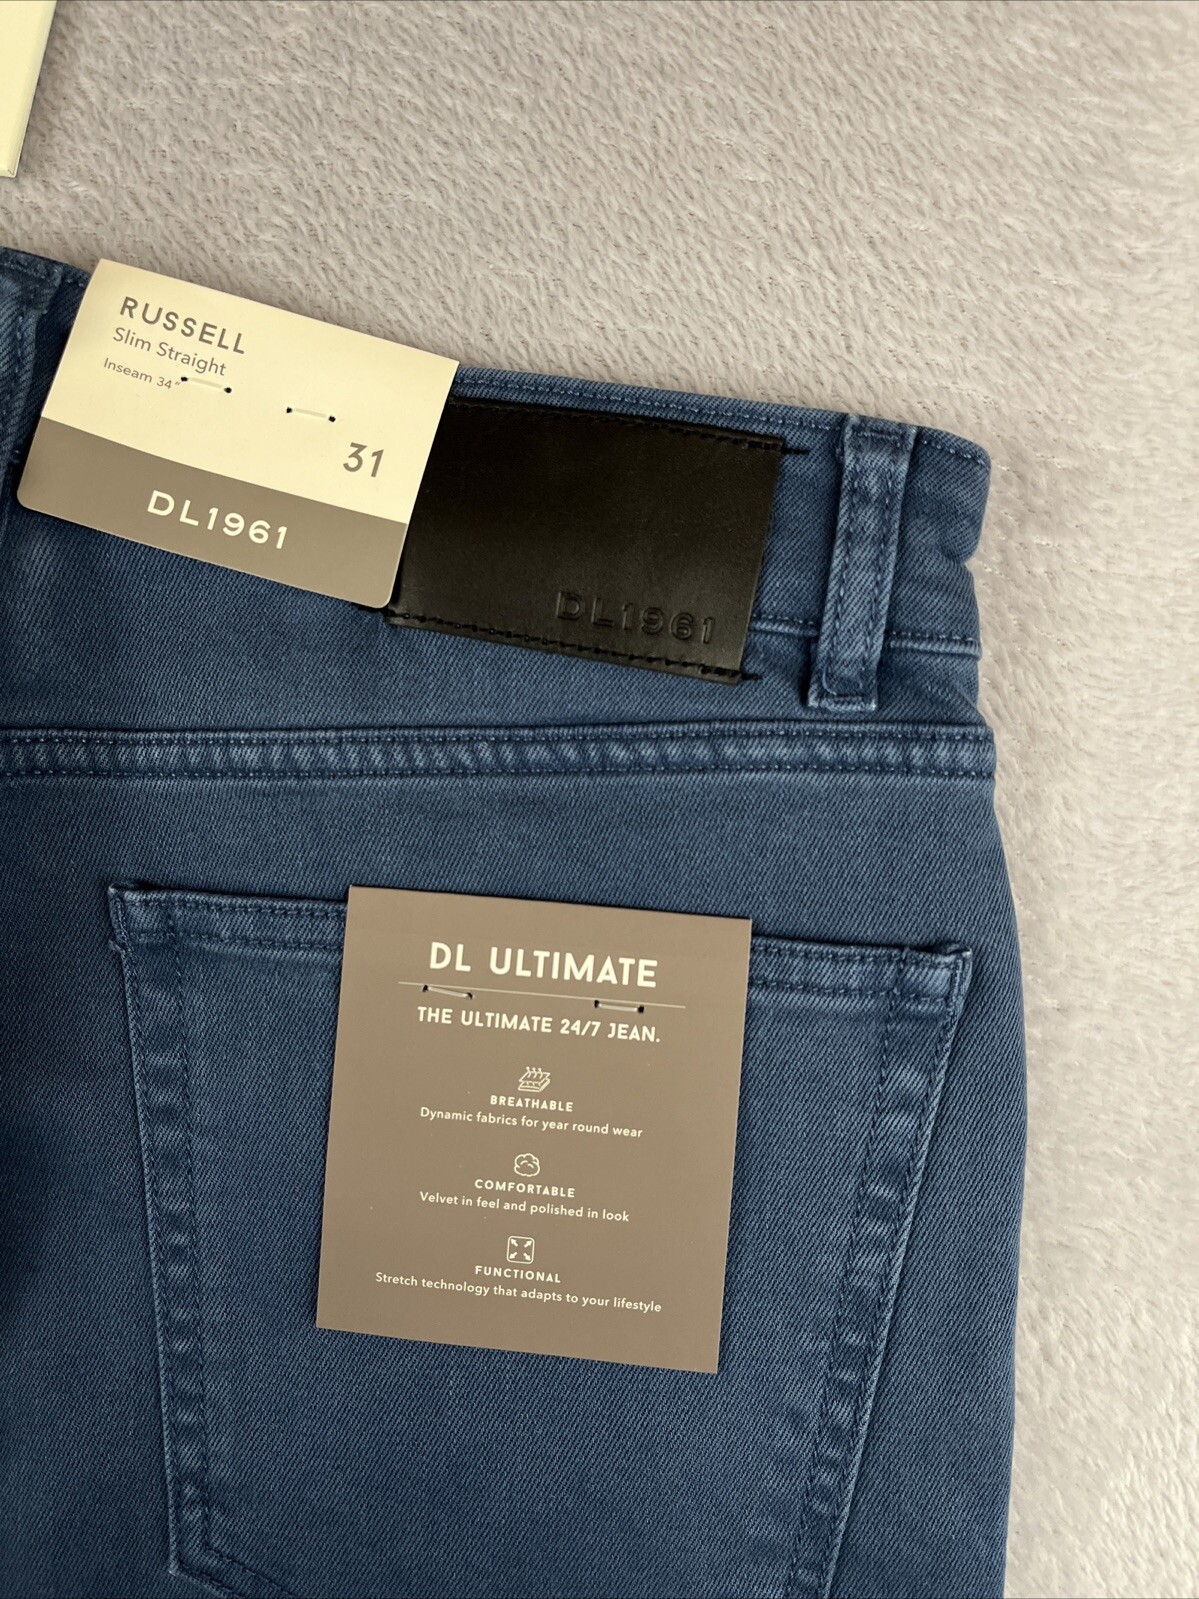 RUSSELL
Slim Straight
Inseam 34"
31
DL1961
DL1961
DL ULTIMATE
THE ULTIMATE 24/7 JEAN.
BREATHABLE
Dynamic fabrics for year round wear
COMFORTABLE
Velvet in feel and polished in look
FUNCTIONAL
Stretch technology that adapts to your lifestyle